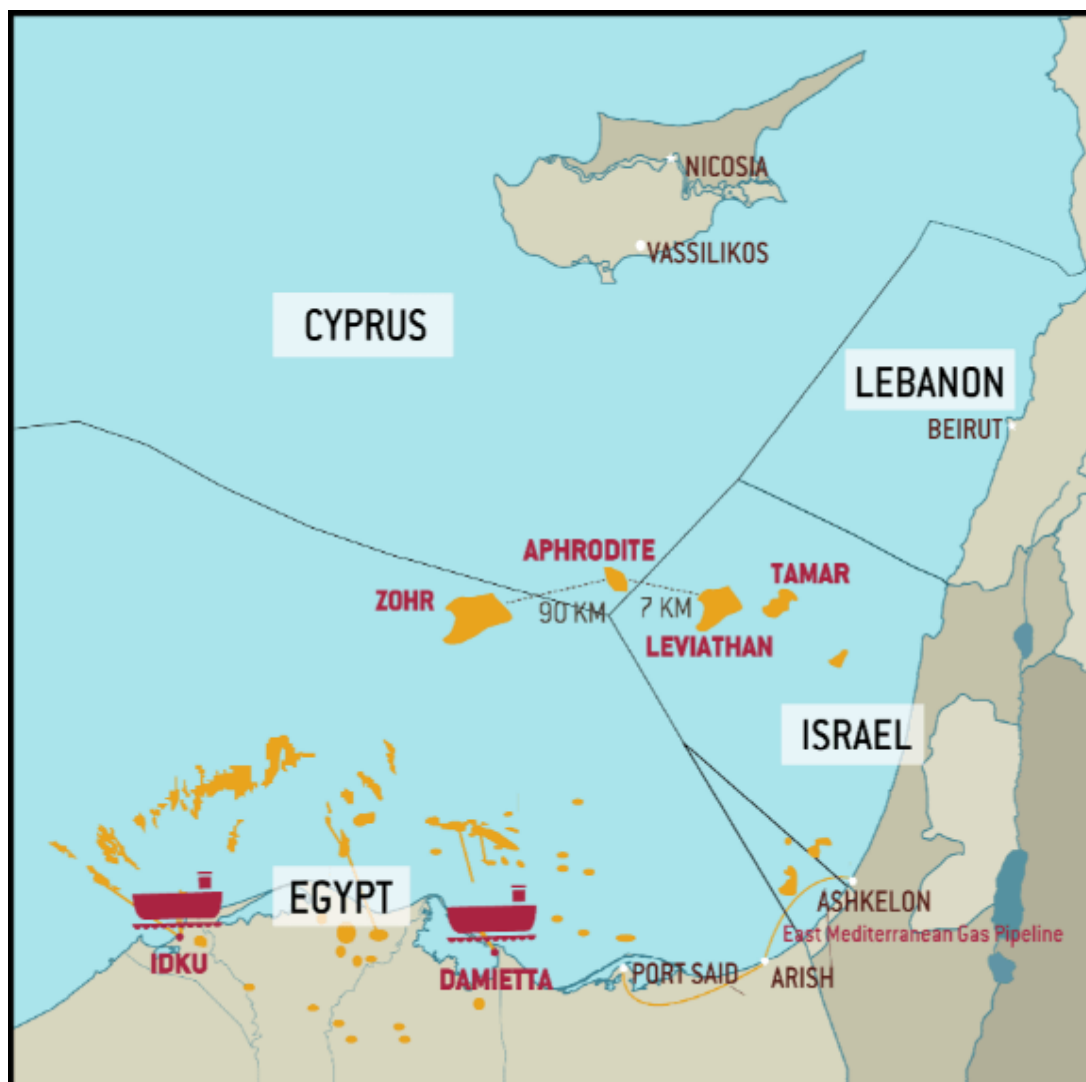 NICOSIA
VASSILIKOS
CYPRUS
LEBANON
BEIRUT
APHRODITE
TAMAR
ZOHR
90 KM
7 KM
LEVIATHAN
ISRAEL
EGYPT
ASHKELON
East Mediterranean Gas Pipeline
IDKU
DAMIETTA
PORT SAID
ARISH